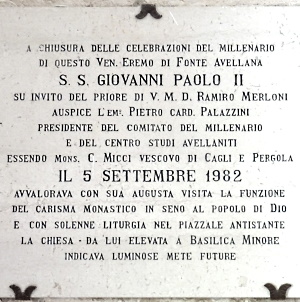 A CHIUSURA DELLE CELEBRAZIONI DEL MILLENARIO
DI QUESTO VEN. EREMO DI FONTE AVELLANA
S. S. GIOVANNI PAOLO II
SU INVITO DEL PRIORE DI V. M. D. RAMIRO MERLONI
AUSPICE L'EMO. PIETRO CARD. PALAZZINI
PRESIDENTE DEL COMITATO DEL MILLENARIO
E DEL CENTRO STUDI AVELLANITI
ESSENDO MONS. C. MICCI VESCOVO DI CAGLI E PERGOLA
IL 5 SETTEMBRE 1982
AVVALORAVA CON SUA AUGUSTA VISITA LA FUNZIONE
DEL CARISMA MONASTICO IN SENO AL POPOLO DI DIO
E CON SOLENNE LITURGIA NEL PIAZZALE ANTISTANTE
LA CHIESA - DA LUI ELEVATA A BASILICA MINORE
INDICAVA LUMINOSE METE FUTURE